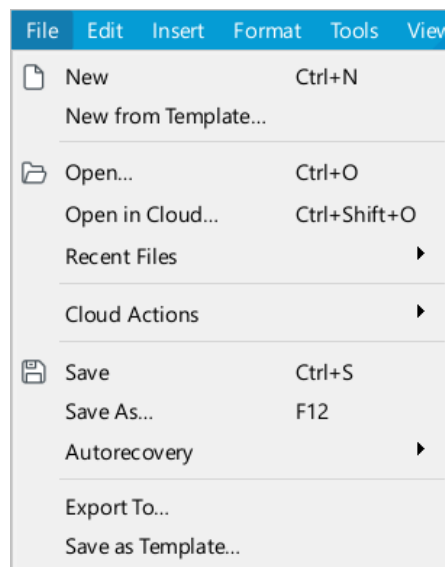 File Edit Insert Format Tools View
New Ctrl+N
New from Template...
Open... Ctrl+O
Open in Cloud... Ctrl+Shift+O
Recent Files
Cloud Actions
Save Ctrl+S
Save As... F12
Autorecovery
Export To...
Save as Template...